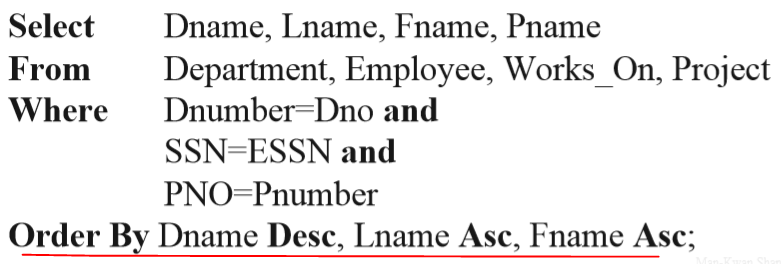 Select Dname, Lname, Fname, Pname
From Department, Employee, Works_On, Project
Where Dnumber=Dno and
SSN=ESSN and
PNO=Pnumber
Order By Dname Desc, Lname Asc, Fname Asc;